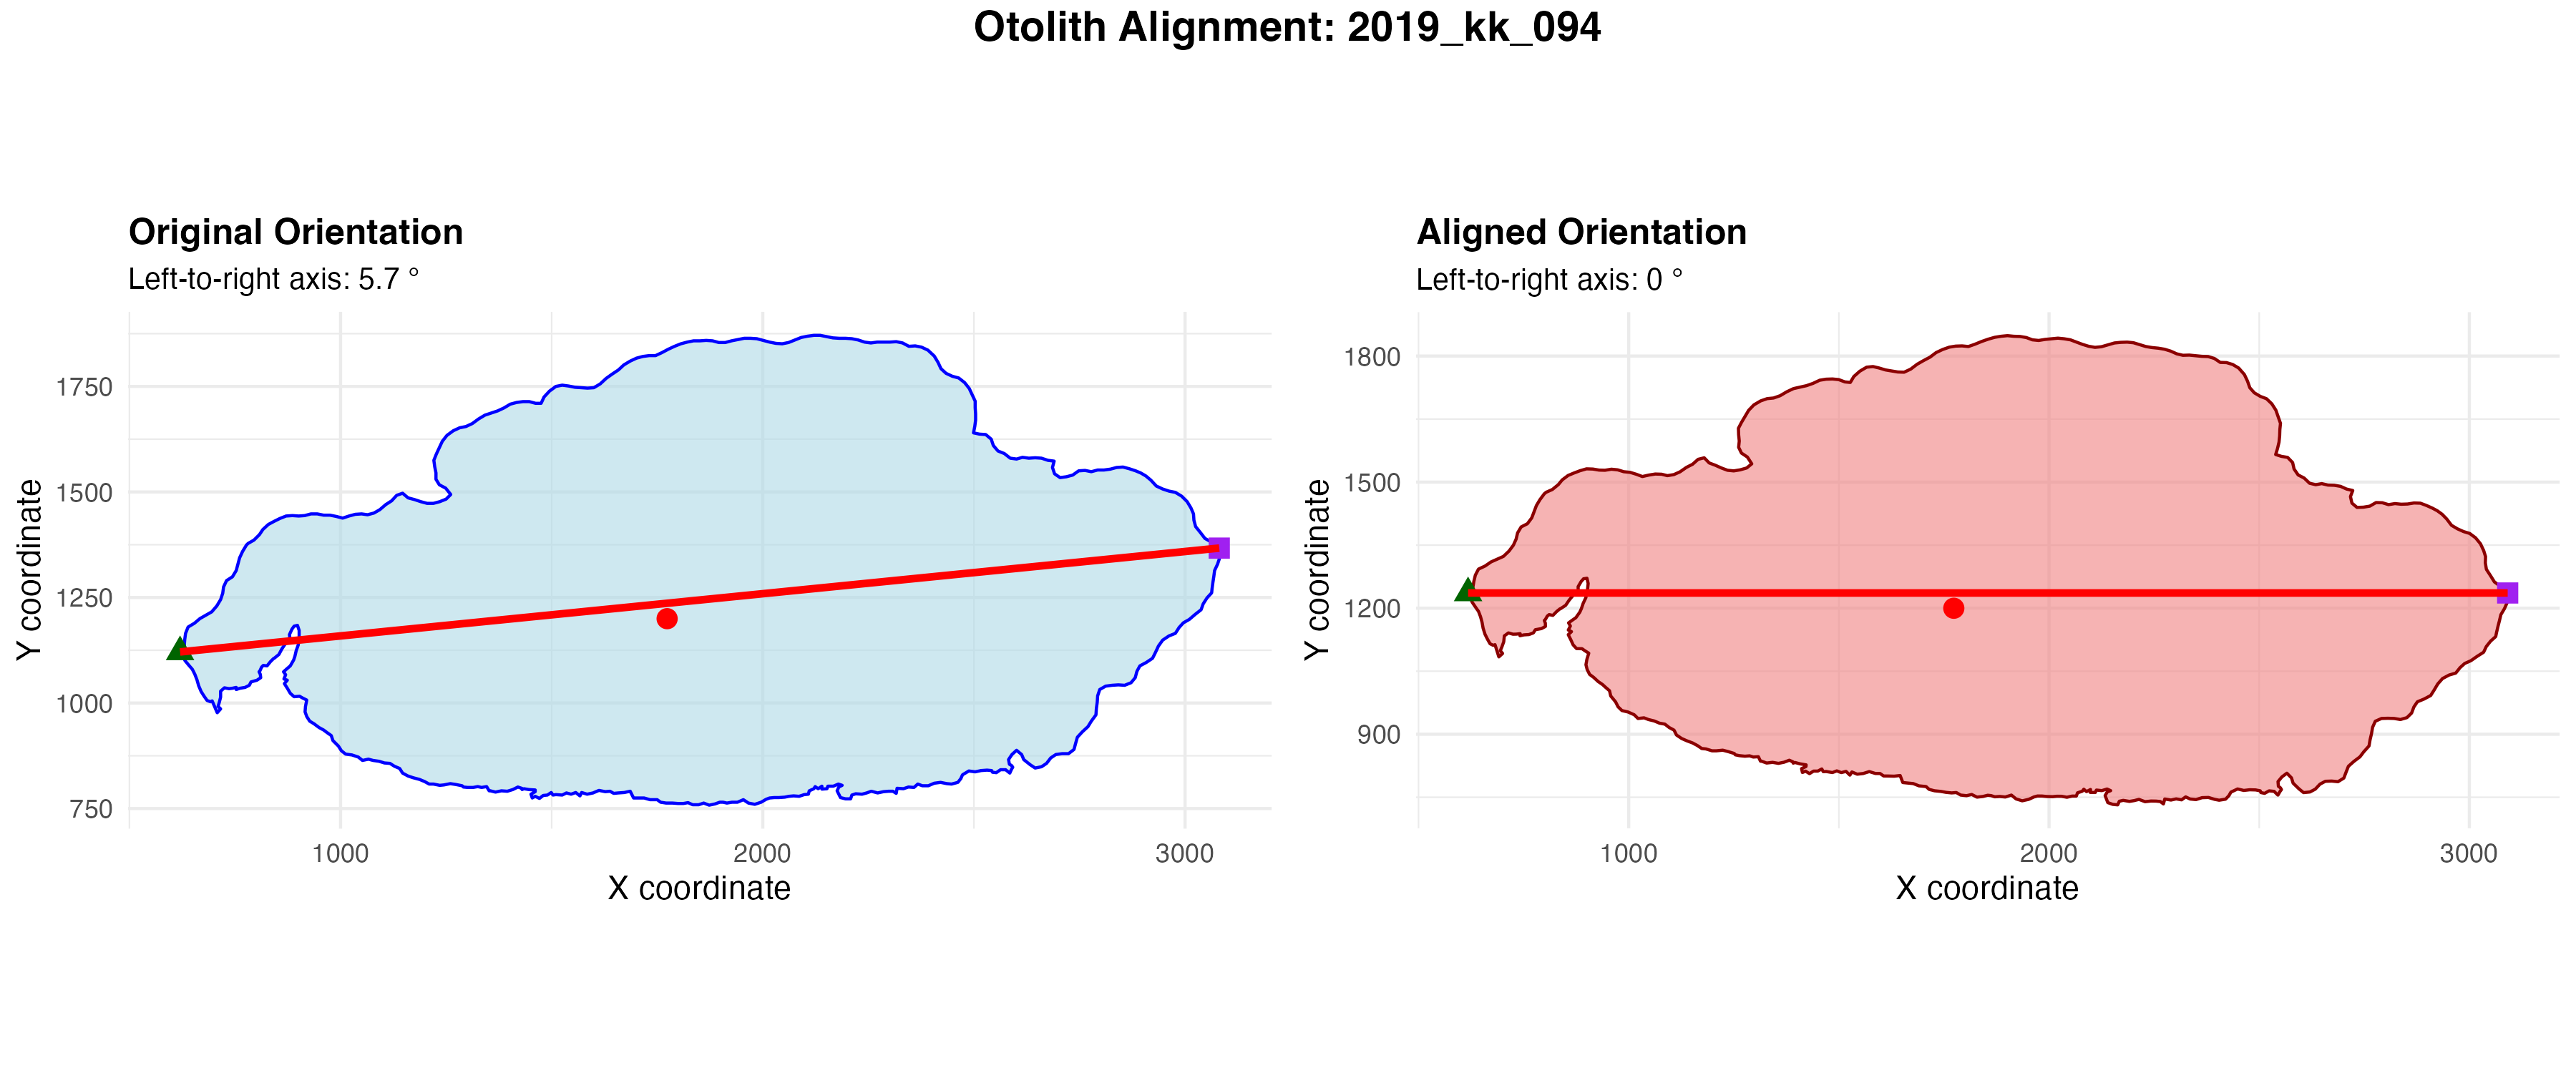 Otolith Alignment: 2019_kk_094
Original Orientation
Left-to-right axis: 5.7 °
Y coordinate
1750
1500
1250
1000
750
1000
2000
3000
X coordinate
Aligned Orientation
Left-to-right axis: 0 °
Y coordinate
1800
1500
1200
900
1000
2000
3000
X coordinate